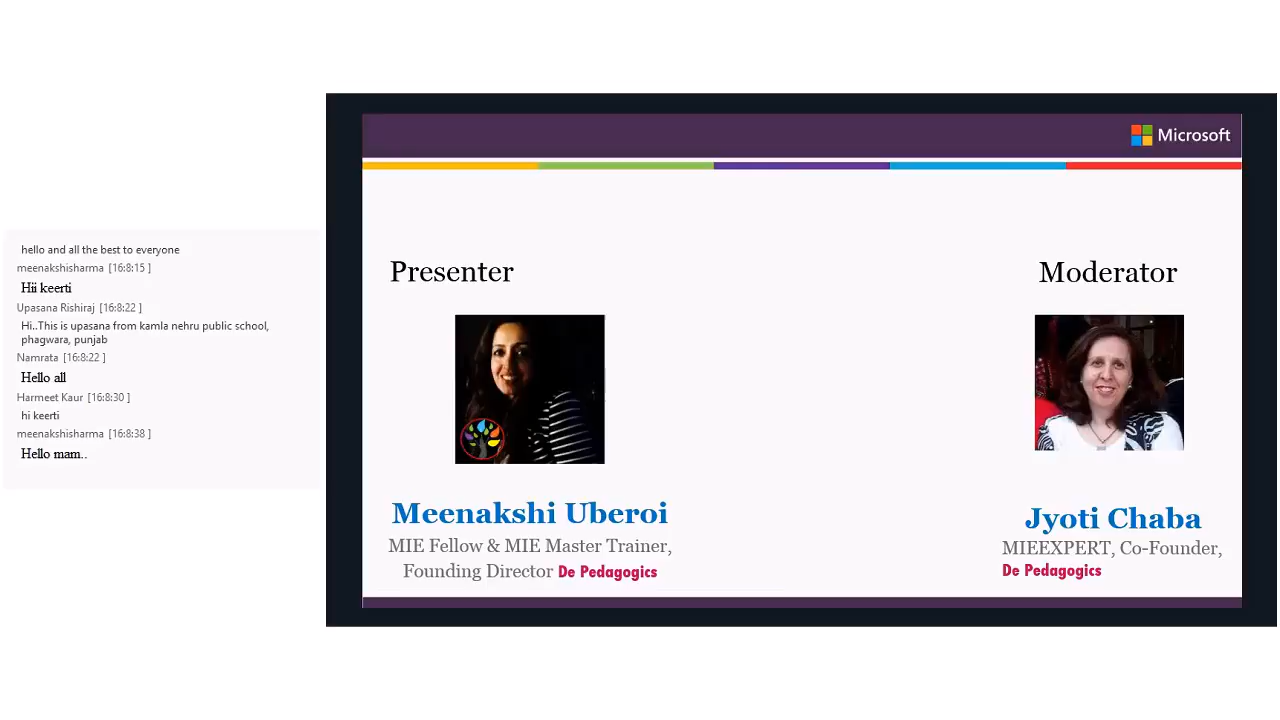 hello and all the best to everyone
meenakshisharma [16:8:15 ]
Hii keerti
Upasana Rishiraj [16:8:22 ]
Hi..This is upasana from kamla nehru public school,
phagwara, punjab
Namrata [16:8:22 ]
Hello all
Harmeet Kaur [16:8:30 ]
hi keerti
meenakshisharma [16:8:38 ]
Hello mam..
Microsoft
Presenter
Meenakshi Uberoi
MIE Fellow & MIE Master Trainer,
Founding Director De Pedagogics
Moderator
Jyoti Chaba
MIEEXPERT, Co-Founder,
De Pedagogics